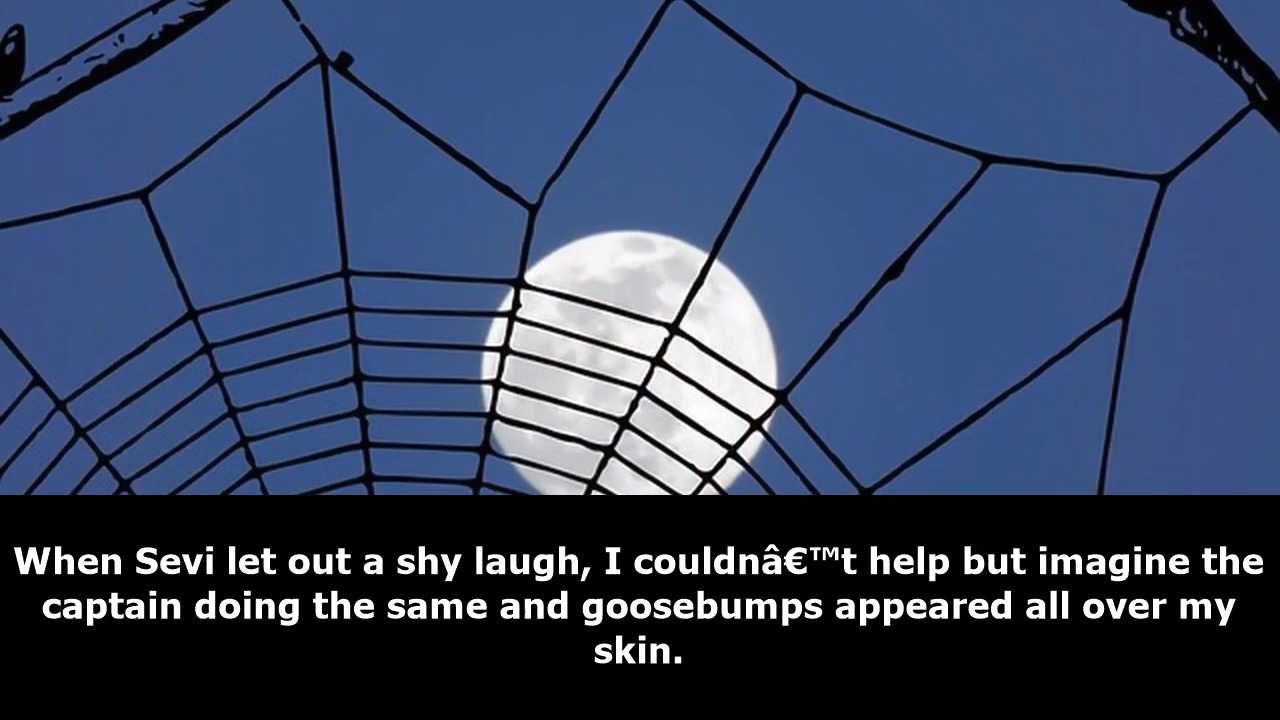 When Sevi let out a shy laugh, I couldnâ€™t help but imagine the
captain doing the same and goosebumps appeared all over my
skin.